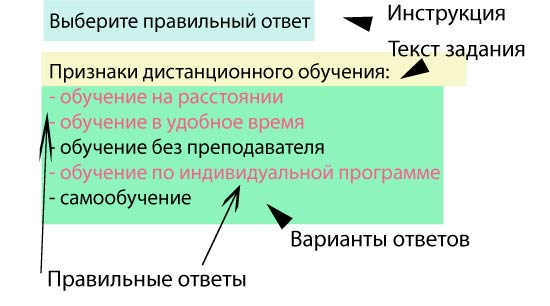 Выберите правильный ответ
Инструкция
Текст задания
Признаки дистанционного обучения:
- обучение на расстоянии
- обучение в удобное время
- обучение без преподавателя
- обучение по индивидуальной программе
- самообучение
Варианты ответов
Правильные ответы